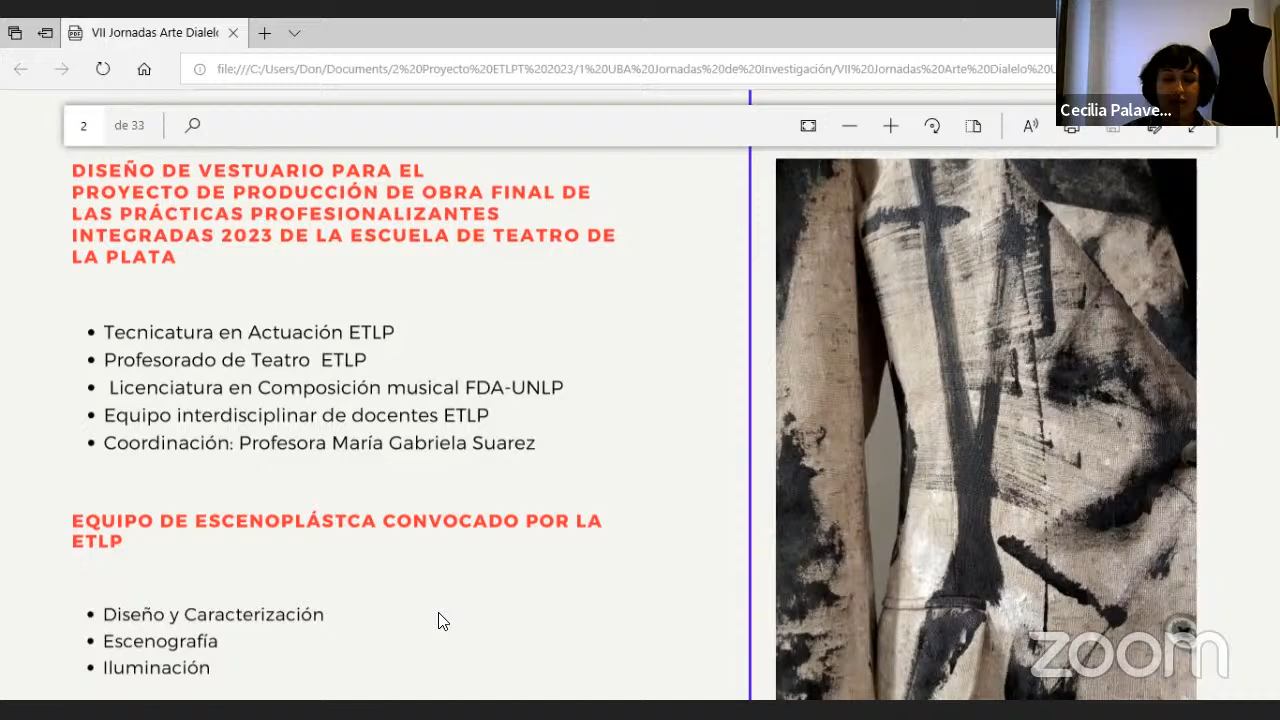 VII Jornadas Arte Dialelo
file:///C:/Users/Don/Documents/2%20Proyecto%20ETLPT%202023/1%20UBA%20Jornadas%20de%20Investigación/VII%20Jornadas%20Arte%20Dialelo%20U
Cecilia Palave...
2 de 33
DISEÑO DE VESTUARIO PARA EL
PROYECTO DE PRODUCCIÓN DE OBRA FINAL DE
LAS PRÁCTICAS PROFESIONALIZANTES
INTEGRADAS 2023 DE LA ESCUELA DE TEATRO DE
LA PLATA
• Tecnicatura en Actuación ETLP
• Profesorado de Teatro ETLP
• Licenciatura en Composición musical FDA-UNLP
• Equipo interdisciplinar de docentes ETLP
• Coordinación: Profesora María Gabriela Suarez
EQUIPO DE ESCENOPLÁSTCA CONVOCADO POR LA
ETLP
• Diseño y Caracterización
• Escenografía
• Iluminación
zoom